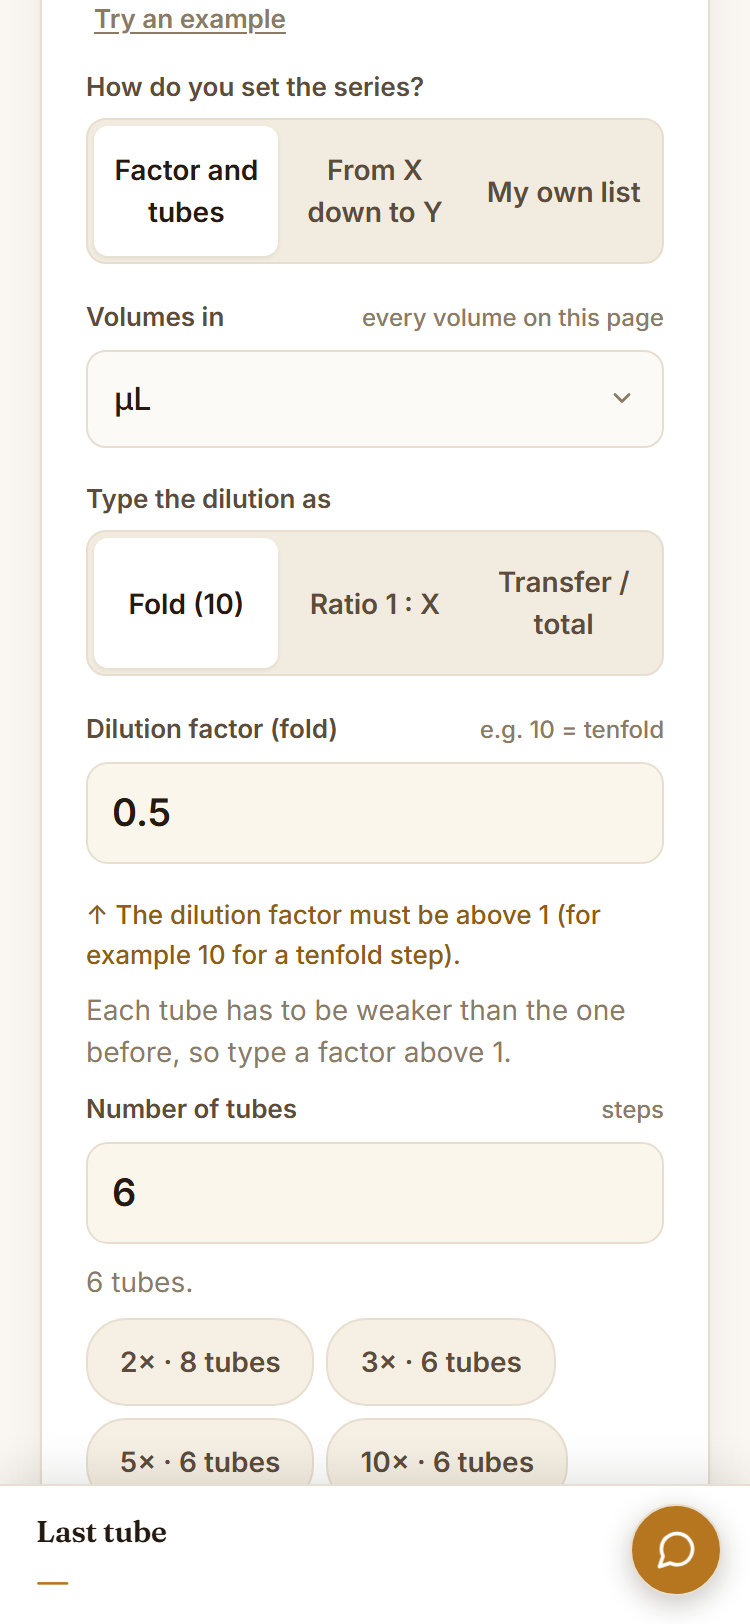 Try an example
How do you set the series?
Factor and
tubes
From X
down to Y
My own list
Volumes in
every volume on this page
µL
Type the dilution as
Fold (10)
Ratio 1 : X
Transfer /
total
Dilution factor (fold)
e.g. 10 = tenfold
0.5
↑ The dilution factor must be above 1 (for
example 10 for a tenfold step).
Each tube has to be weaker than the one
before, so type a factor above 1.
Number of tubes
steps
6
6 tubes.
2× · 8 tubes
3× · 6 tubes
5× · 6 tubes
10× · 6 tubes
Last tube
—